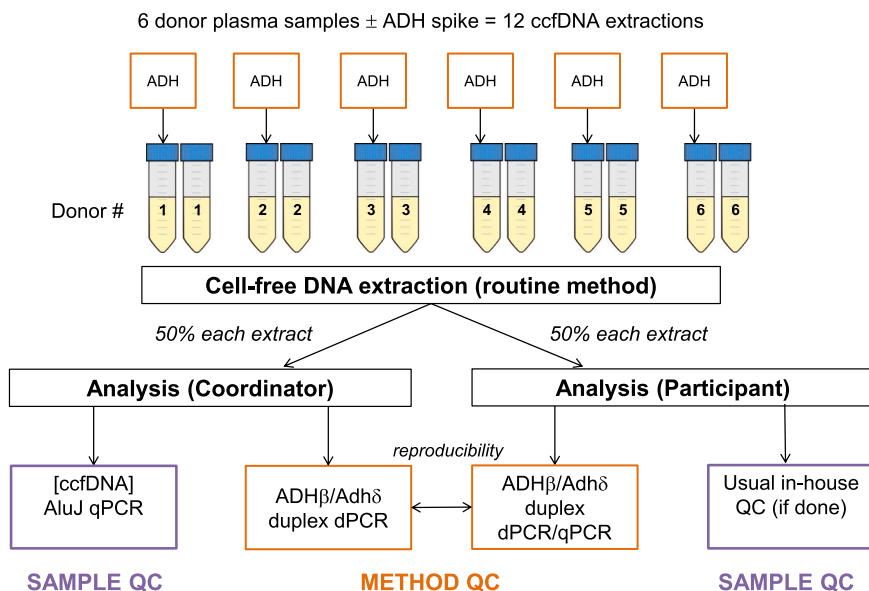 6 donor plasma samples ± ADH spike = 12 ccfDNA extractions
ADH ADH ADH ADH ADH ADH
Donor # 1 1 2 2 3 3 4 4 5 5 6 6
Cell-free DNA extraction (routine method)
50% each extract 50% each extract
Analysis (Coordinator) Analysis (Participant)
reproducibility
[ccfDNA]
AluJ qPCR
ADHβ/Adhδ
duplex dPCR
ADHβ/Adhδ
duplex
dPCR/qPCR
Usual in-house
QC (if done)
SAMPLE QC METHOD QC SAMPLE QC